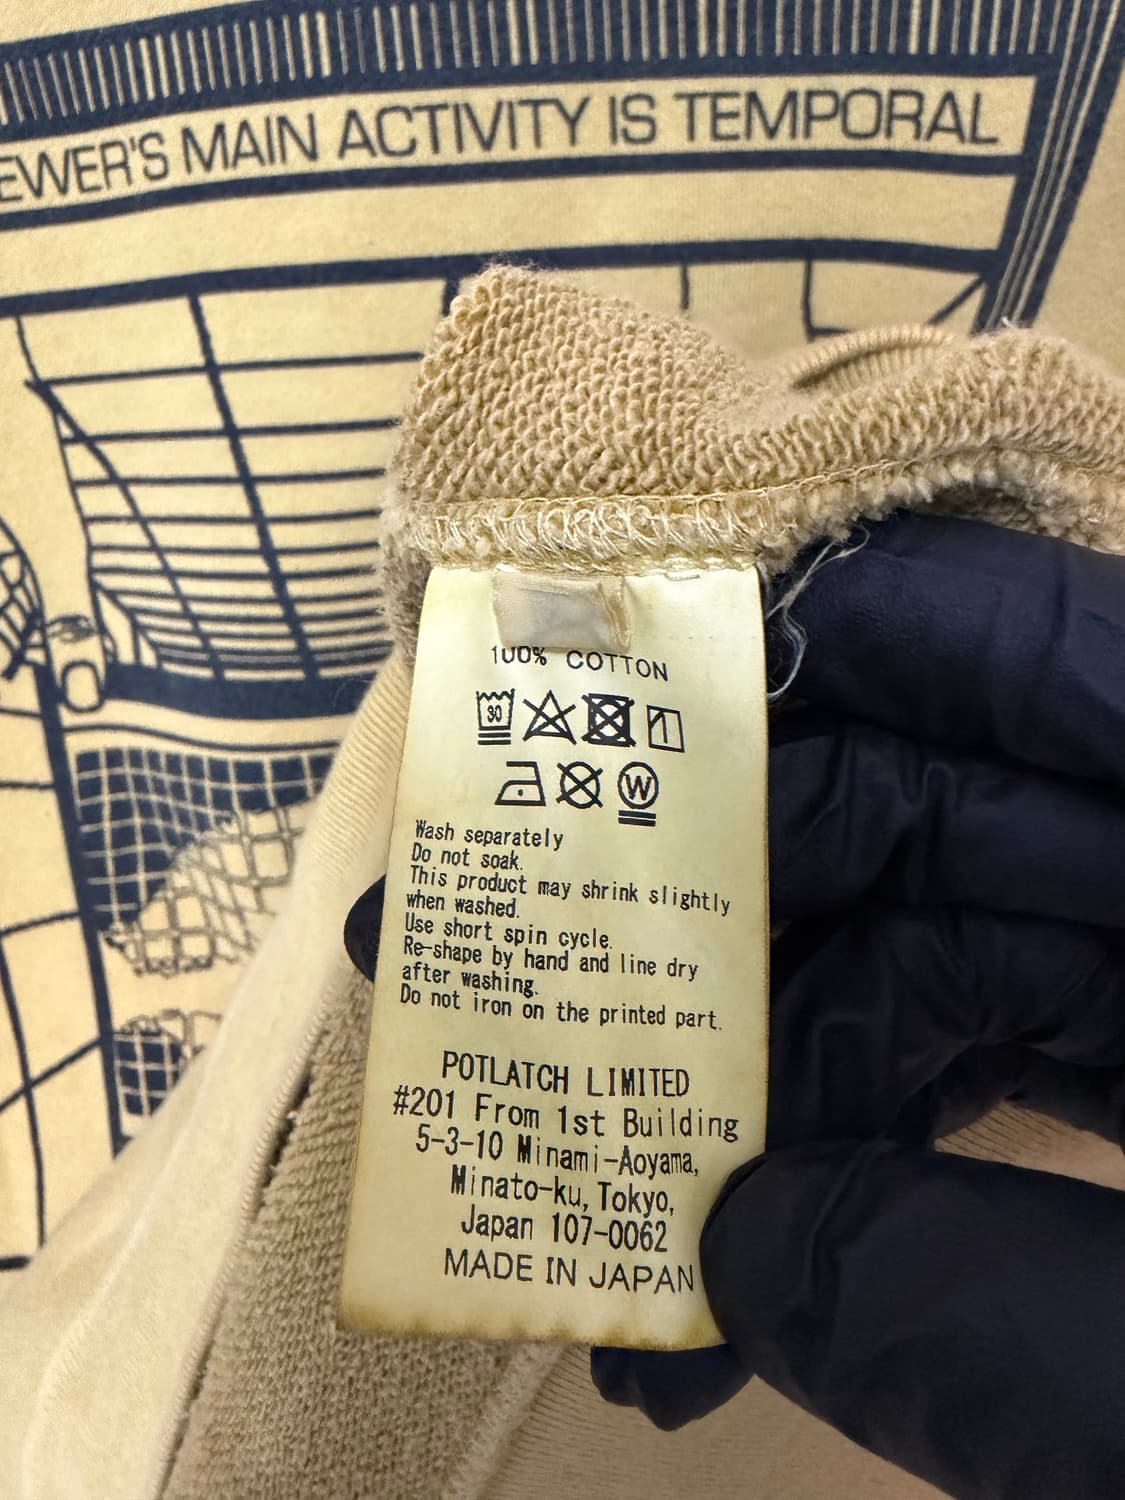 EWER'S MAIN ACTIVITY IS TEMPORAL
100% COTTON
30
W
Wash separately
Do not soak.
This product may shrink slightly
when washed.
Use short spin cycle.
Re-shape by hand and line dry
after washing.
Do not iron on the printed part.
POTLATCH LIMITED
#201 From 1st Building
5-3-10 Minami-Aoyama,
Minato-ku, Tokyo,
Japan 107-0062
MADE IN JAPAN